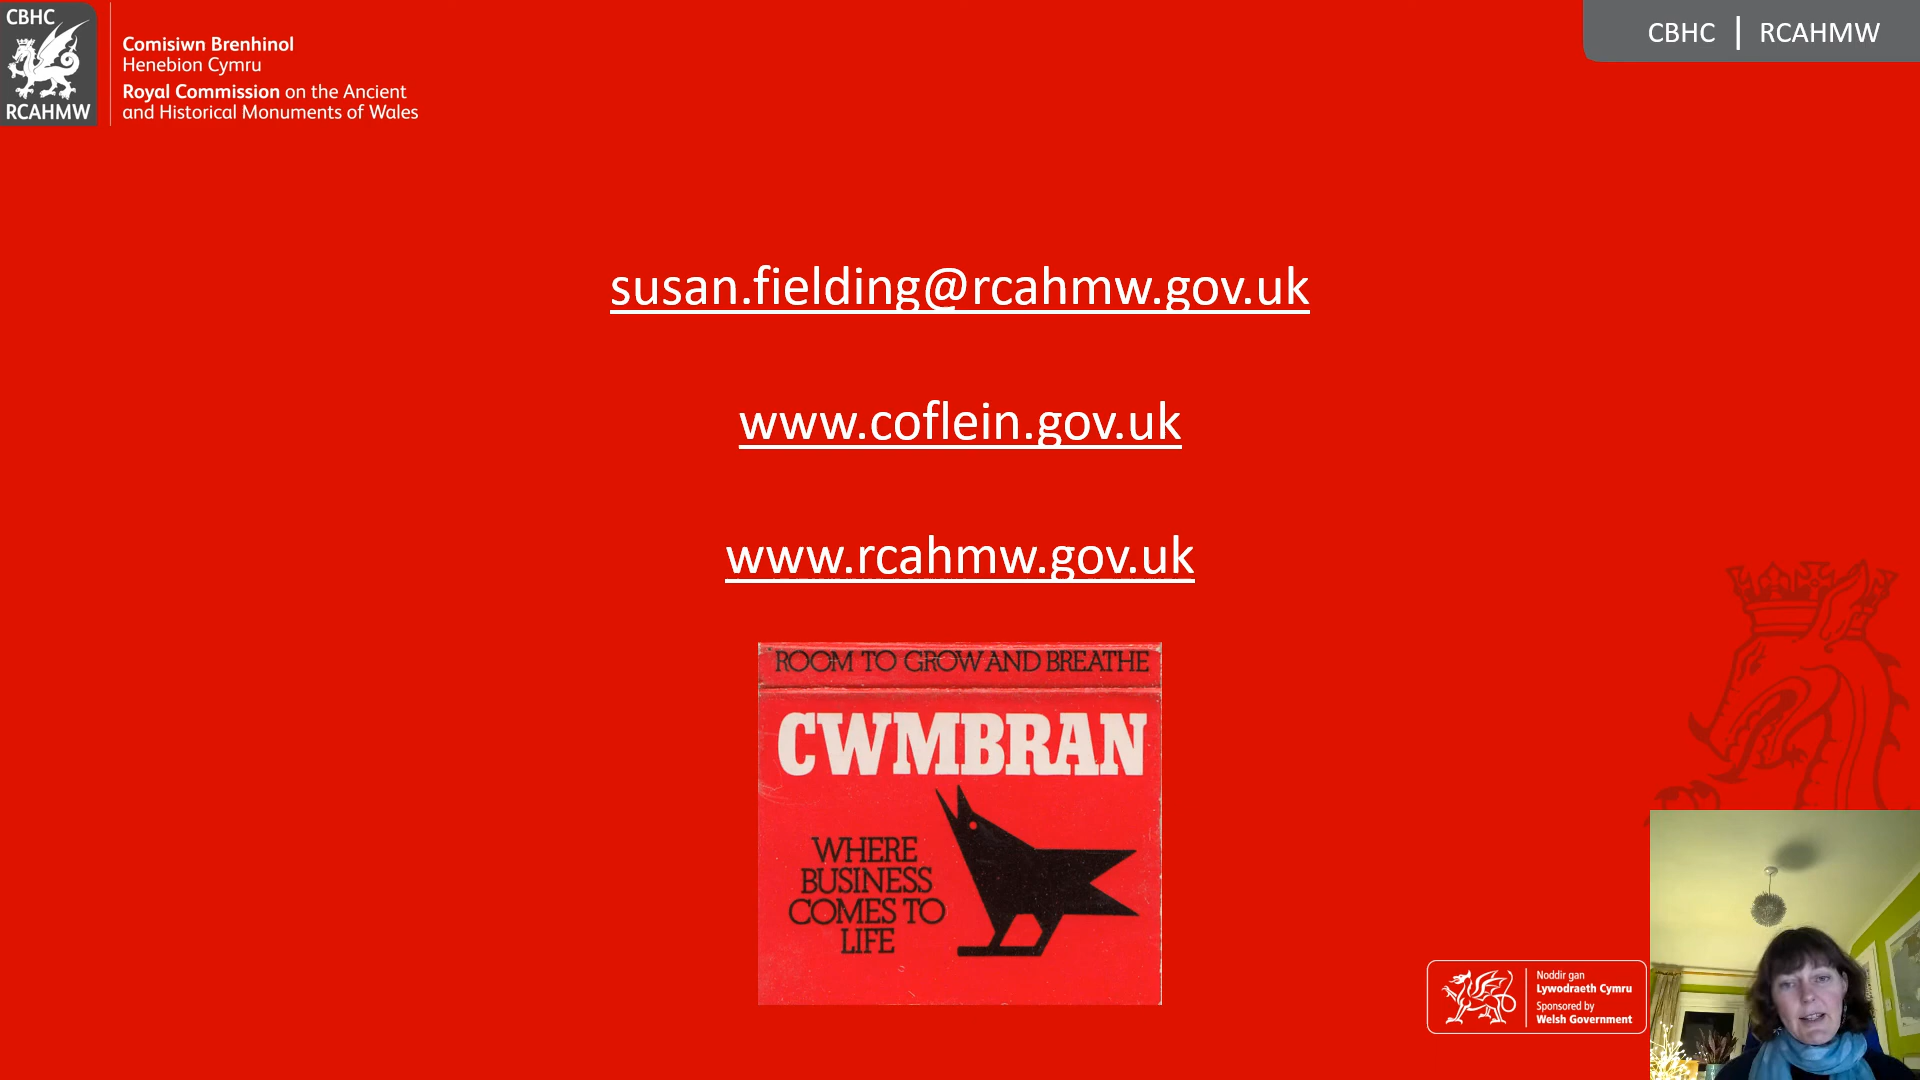 CBHC
RCAHMW
Comisiwn Brenhinol
Henebion Cymru
Royal Commission on the Ancient
and Historical Monuments of Wales
CBHC | RCAHMW
susan.fielding@rcahmw.gov.uk
www.coflein.gov.uk
www.rcahmw.gov.uk
ROOM TO GROW AND BREATHE
CWMBRAN
WHERE
BUSINESS
COMES TO
LIFE
Noddir gan
Lywodraeth Cymru
Sponsored by
Welsh Government